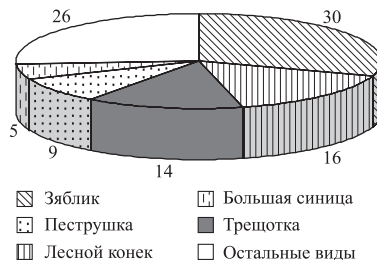 26 30
5
9
14
16
Зяблик Большая синица
Пеструшка Трещотка
Лесной конек Остальные виды